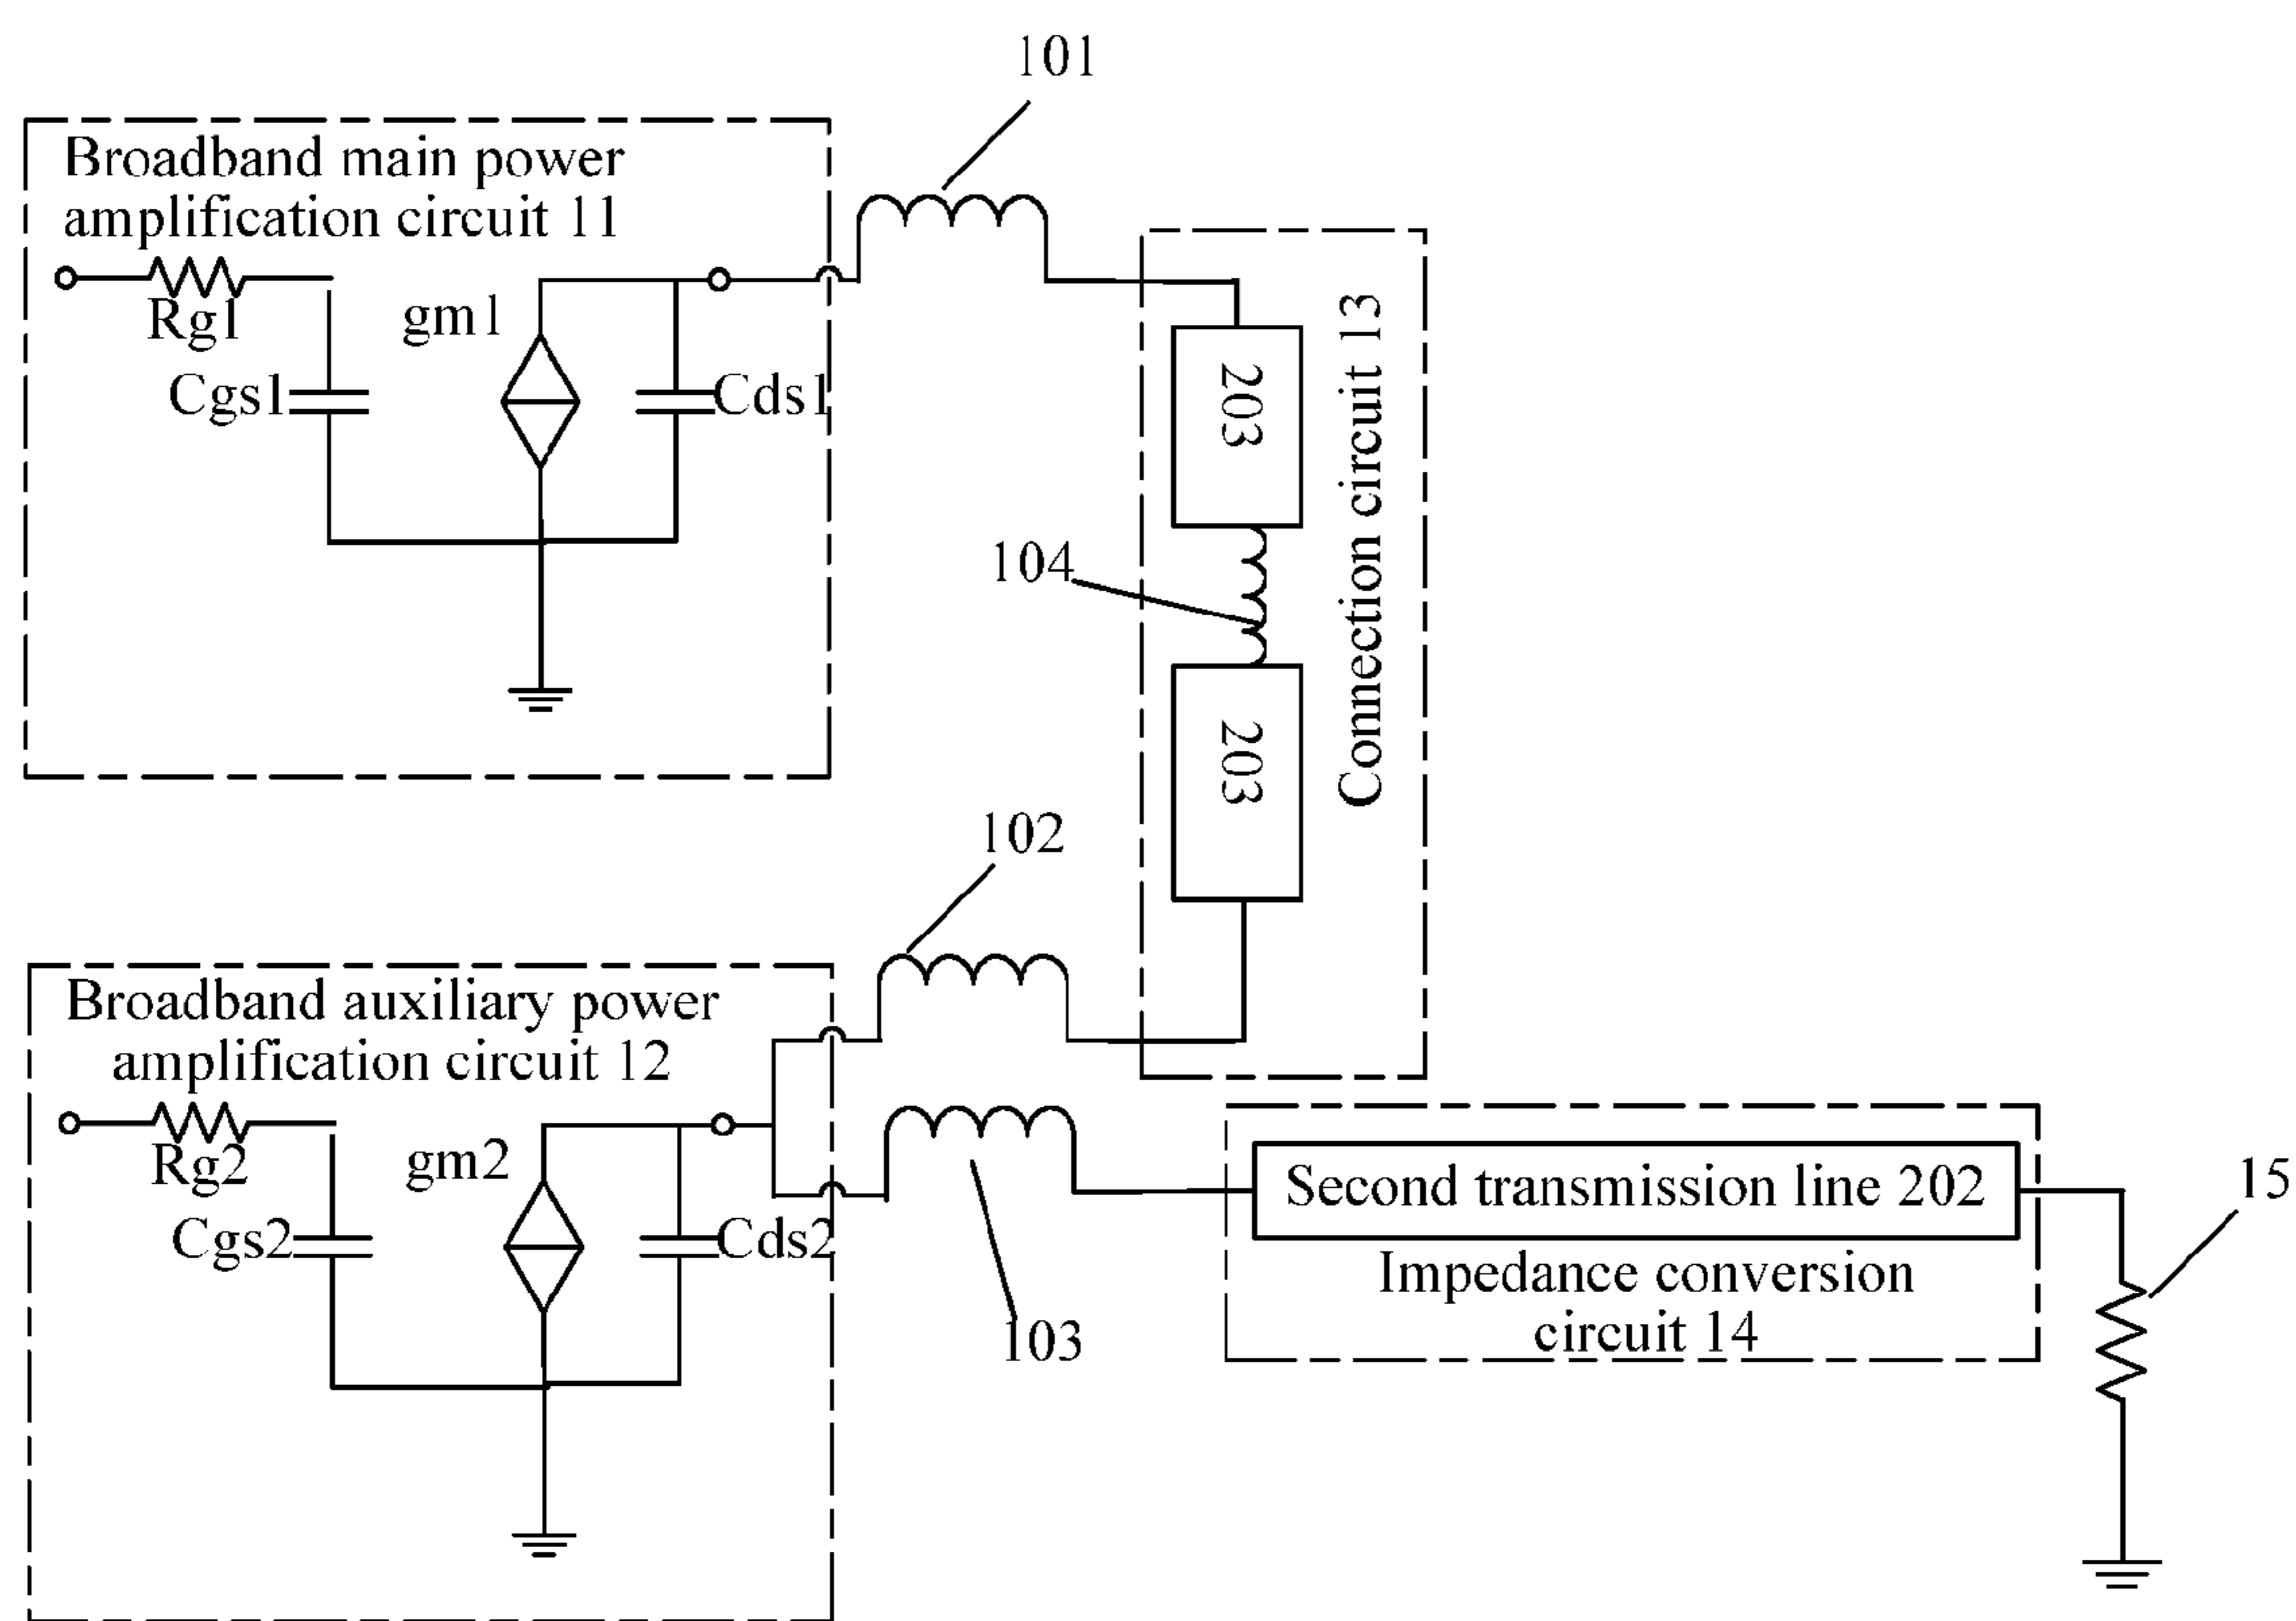 101
Broadband main power
amplification circuit 11
Rg1
gm1
Cgs1
Cds1
203
Connection circuit 13
104
203
102
Broadband auxiliary power
amplification circuit 12
Rg2
gm2
Cgs2
Cds2
103
Second transmission line 202
Impedance conversion
circuit 14
15